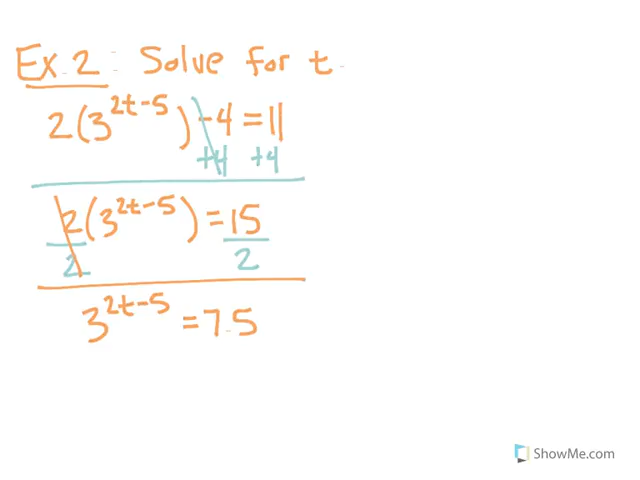 Ex. 2: Solve for t.
2(3^{2t-5}) -4 = 11
+4 +4
2(3^{2t-5}) = 15
2 2
3^{2t-5} = 7.5
ShowMe.com